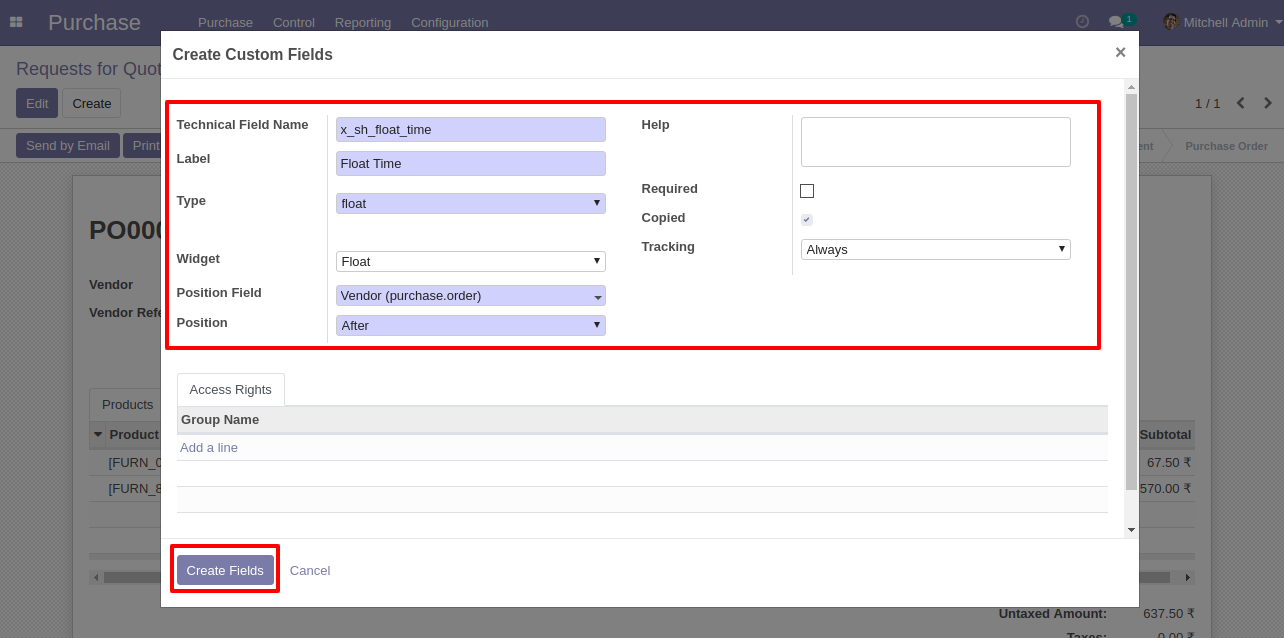 Purchase Purchase Control Reporting Configuration 1 Mitchell Admin
Create Custom Fields ×
Requests for Quot
Edit Create 1 / 1
Send by Email Print ent Purchase Order
Technical Field Name x_sh_float_time Help
Label Float Time
Type float Required
Copied
Tracking Always
PO000
Widget Float
Vendor Position Field Vendor (purchase.order)
Vendor Refe Position After
Access Rights
Products
Group Name
Product Subtotal
Add a line
[FURN_0 67.50 ₹
[FURN_8 570.00 ₹
Create Fields Cancel
Untaxed Amount: 637.50 ₹
Taxes: 0.00 ₹